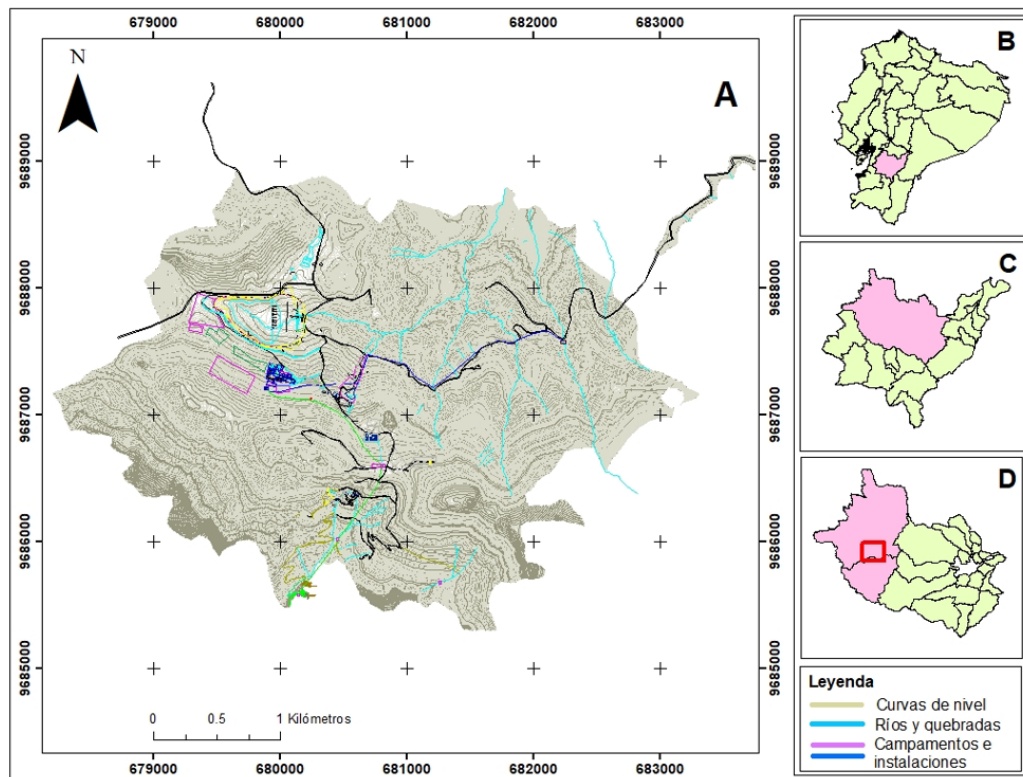 679000 680000 681000 682000 683000
N
A
9689000 9689000
9688000 9688000
9687000 9687000
9686000 9686000
9685000 9685000
0 0.5 1 Kilómetros
679000 680000 681000 682000 683000
B
C
D
Leyenda
Curvas de nivel
Ríos y quebradas
Campamentos e
instalaciones